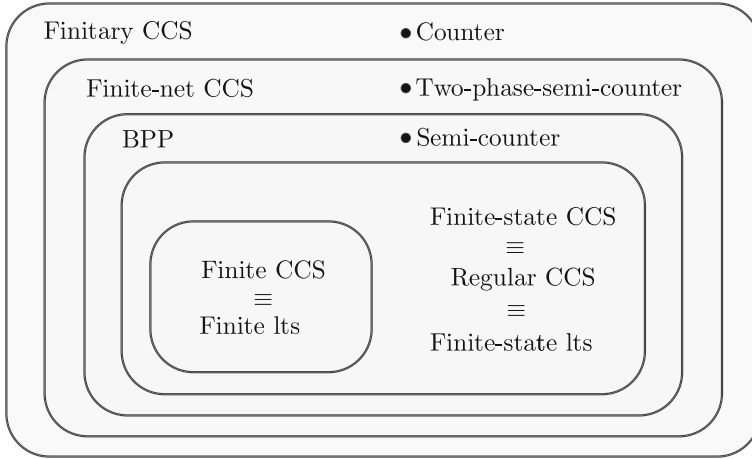 Finitary CCS
• Counter
Finite-net CCS
• Two-phase-semi-counter
BPP
• Semi-counter
Finite CCS
≡
Finite lts
Finite-state CCS
≡
Regular CCS
≡
Finite-state lts